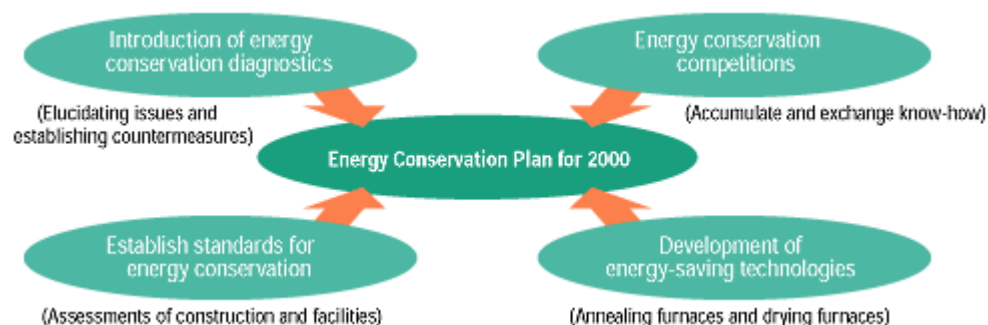 Introduction of energy
conservation diagnostics
(Elucidating issues and
establishing countermeasures)
Energy conservation
competitions
(Accumulate and exchange know-how)
Energy Conservation Plan for 2000
Establish standards for
energy conservation
(Assessments of construction and facilities)
Development of
energy-saving technologies
(Annealing furnaces and drying furnaces)